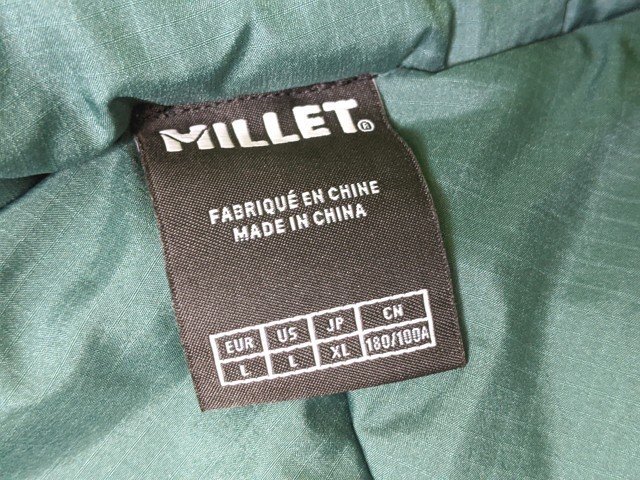 MILLET®
FABRIQUÉ EN CHINE
MADE IN CHINA
EUR US JP CN
L L XL 180/100A